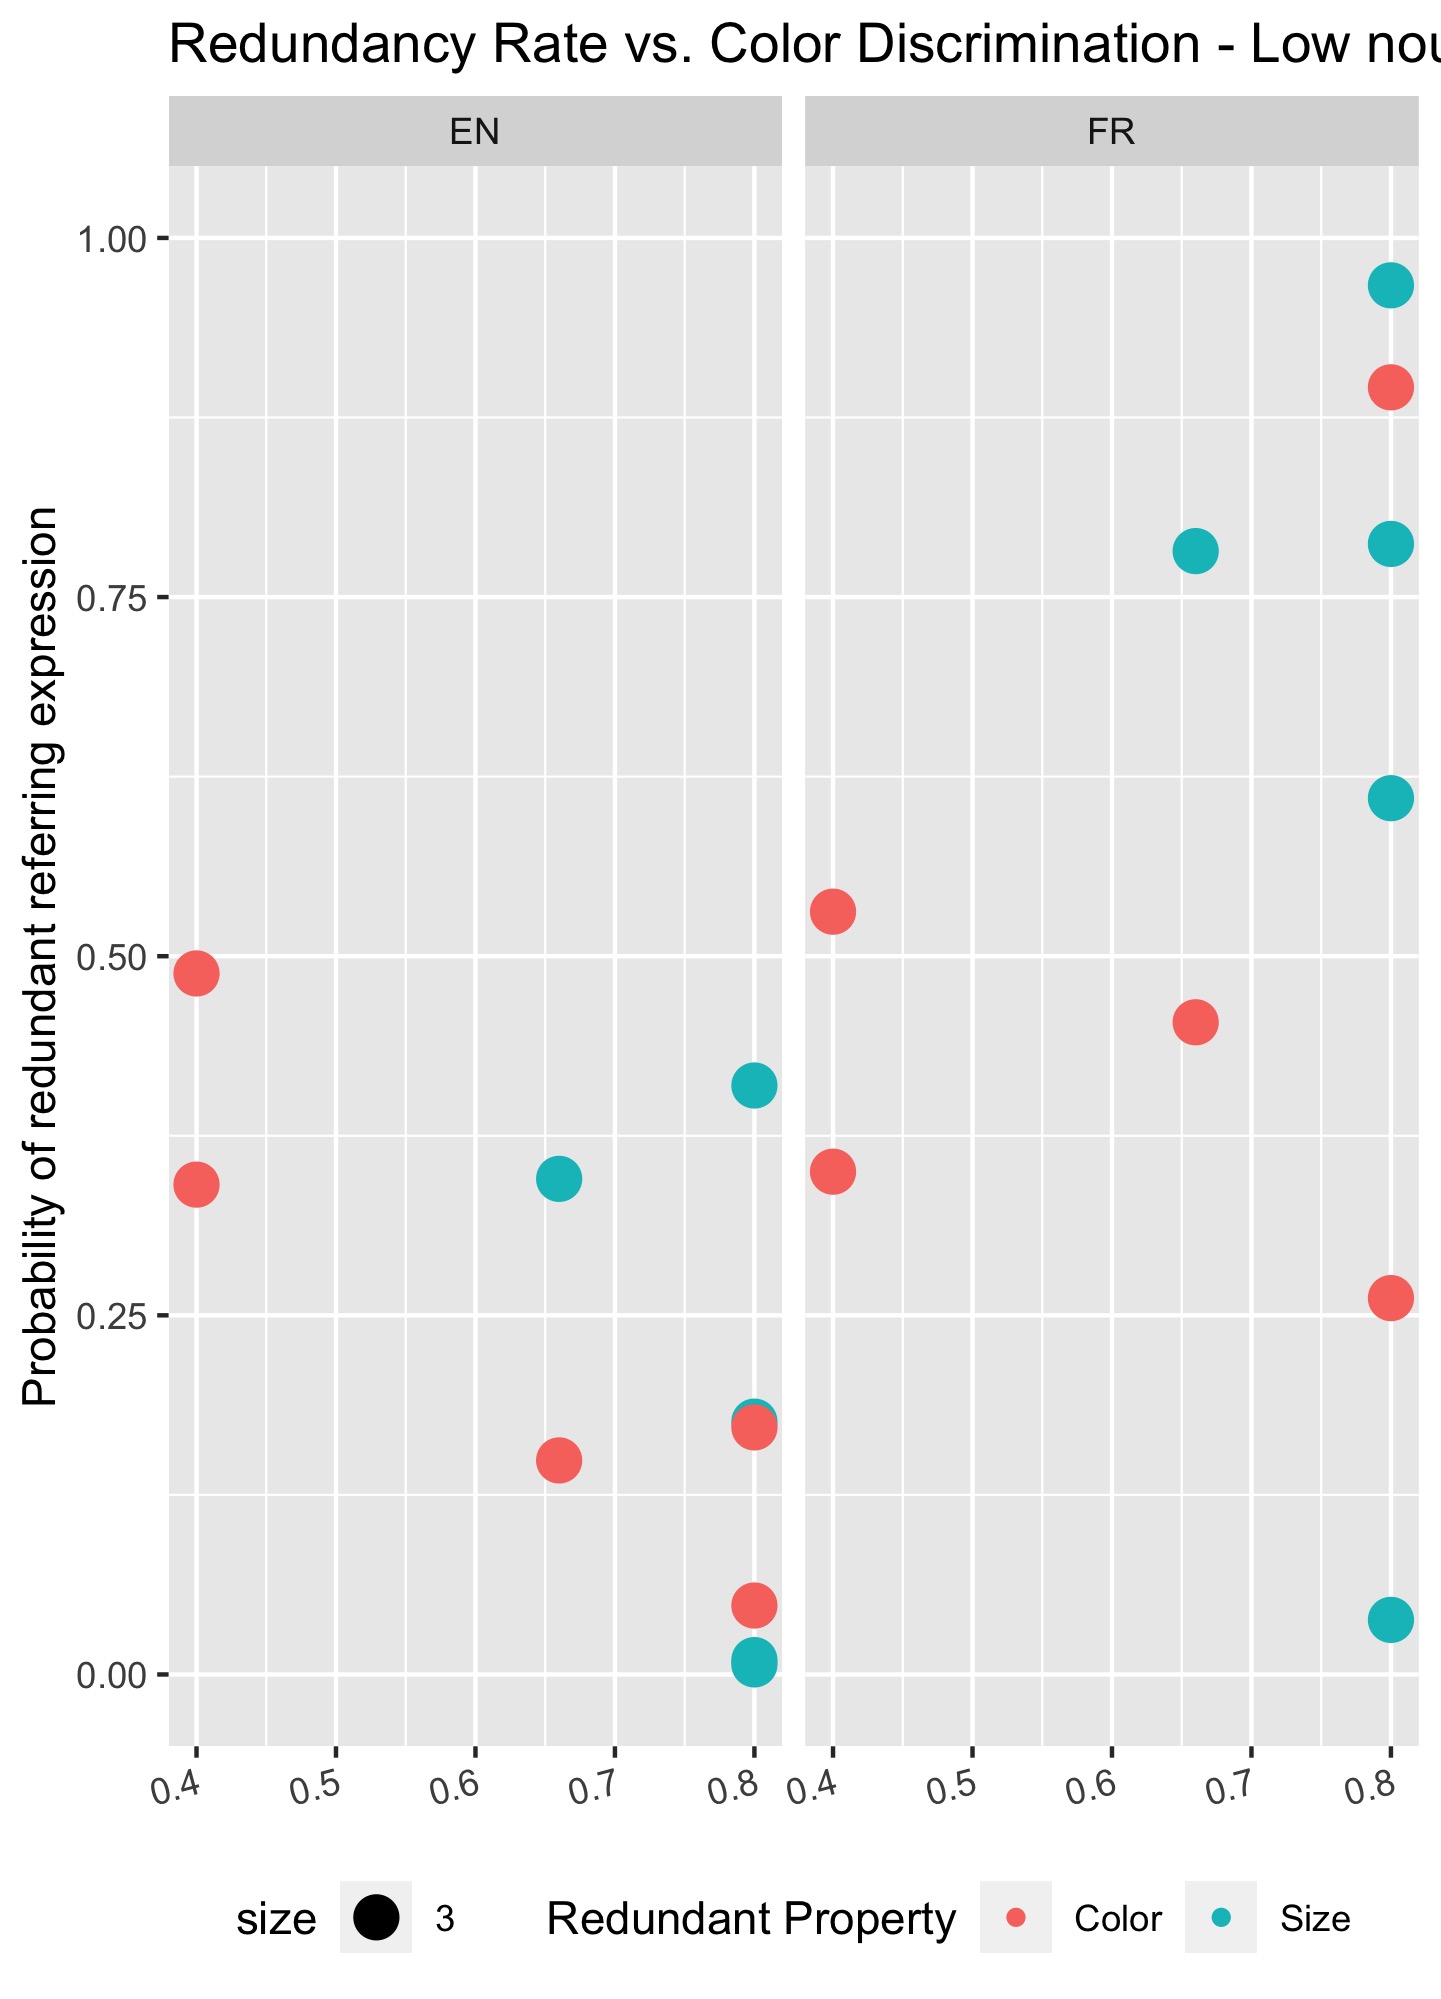 Redundancy Rate vs. Color Discrimination - Low
EN FR
Probability of redundant referring expression
1.00
0.75
0.50
0.25
0.00
0.4 0.5 0.6 0.7 0.8 0.4 0.5 0.6 0.7 0.8
size 3 Redundant Property Color Size